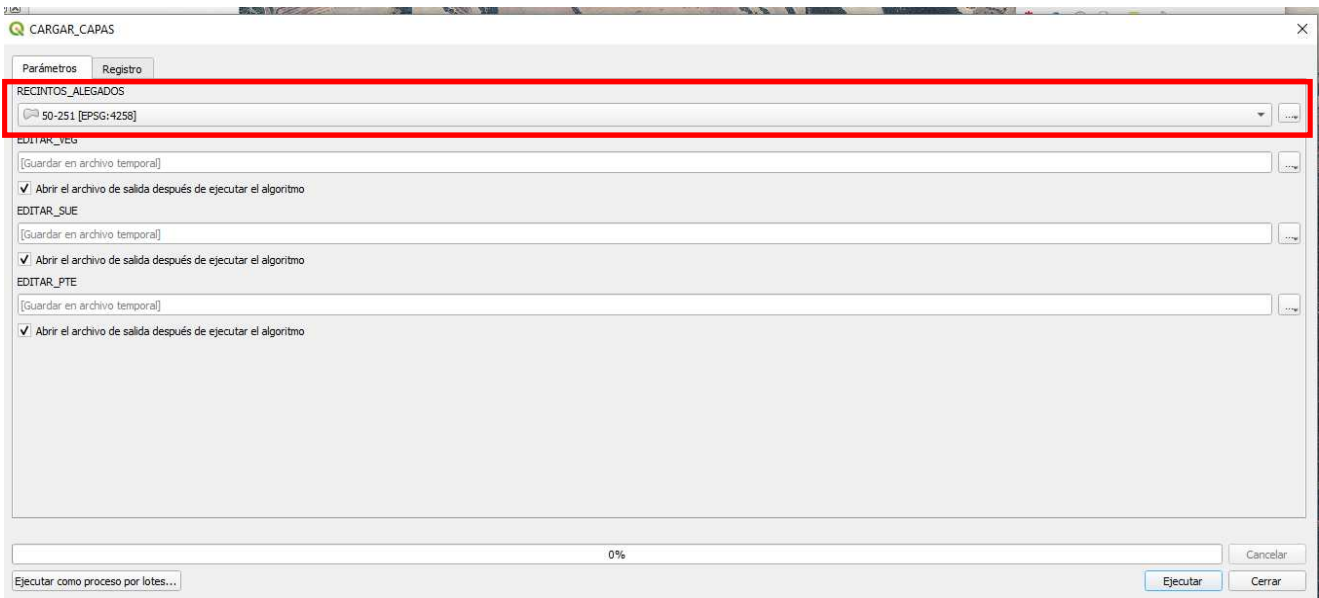 CARGAR_CAPAS
Parámetros Registro
RECINTOS_ALEGADOS
50-251 [EPSG:4258]
...
EDITAR_VEG
[Guardar en archivo temporal]
...
Abrir el archivo de salida después de ejecutar el algoritmo
EDITAR_SUE
[Guardar en archivo temporal]
...
Abrir el archivo de salida después de ejecutar el algoritmo
EDITAR_PTE
[Guardar en archivo temporal]
...
Abrir el archivo de salida después de ejecutar el algoritmo
0%
Cancelar
Ejecutar como proceso por lotes...
Ejecutar
Cerrar